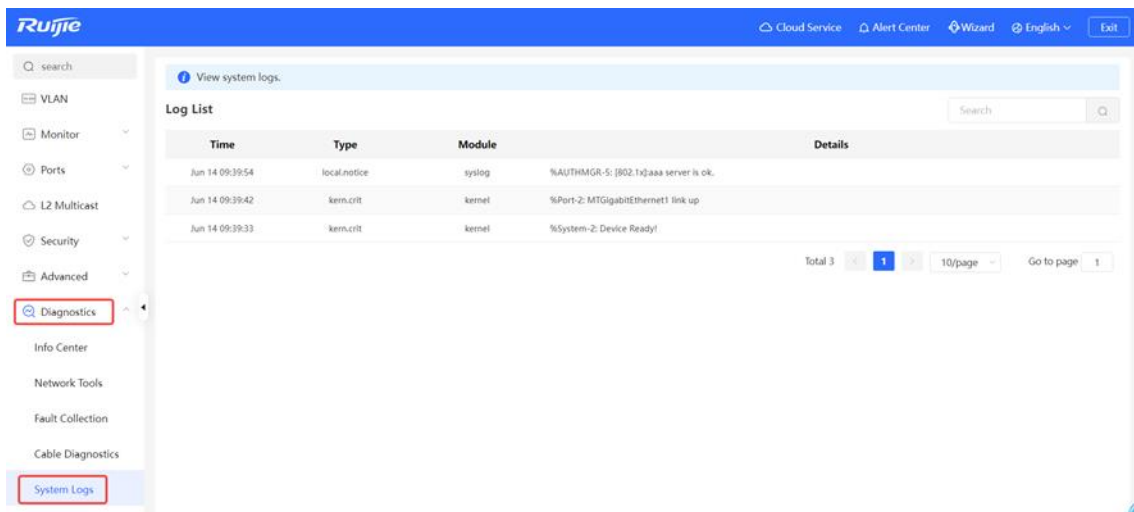 Ruijie
Cloud Service Alert Center Wizard English Exit
search
VLAN
Monitor
Ports
L2 Multicast
Security
Advanced
Diagnostics
Info Center
Network Tools
Fault Collection
Cable Diagnostics
System Logs
View system logs.
Log List Search
Time Type Module Details
Jun 14 09:39:54 local.notice syslog %AUTHMGR-5: [802.1x]:aaa server is ok.
Jun 14 09:39:42 kern.crit kernel %Port-2: MTGigabitEthernet1 link up
Jun 14 09:39:33 kern.crit kernel %System-2: Device Ready!
Total 3 < 1 > 10/page Go to page 1